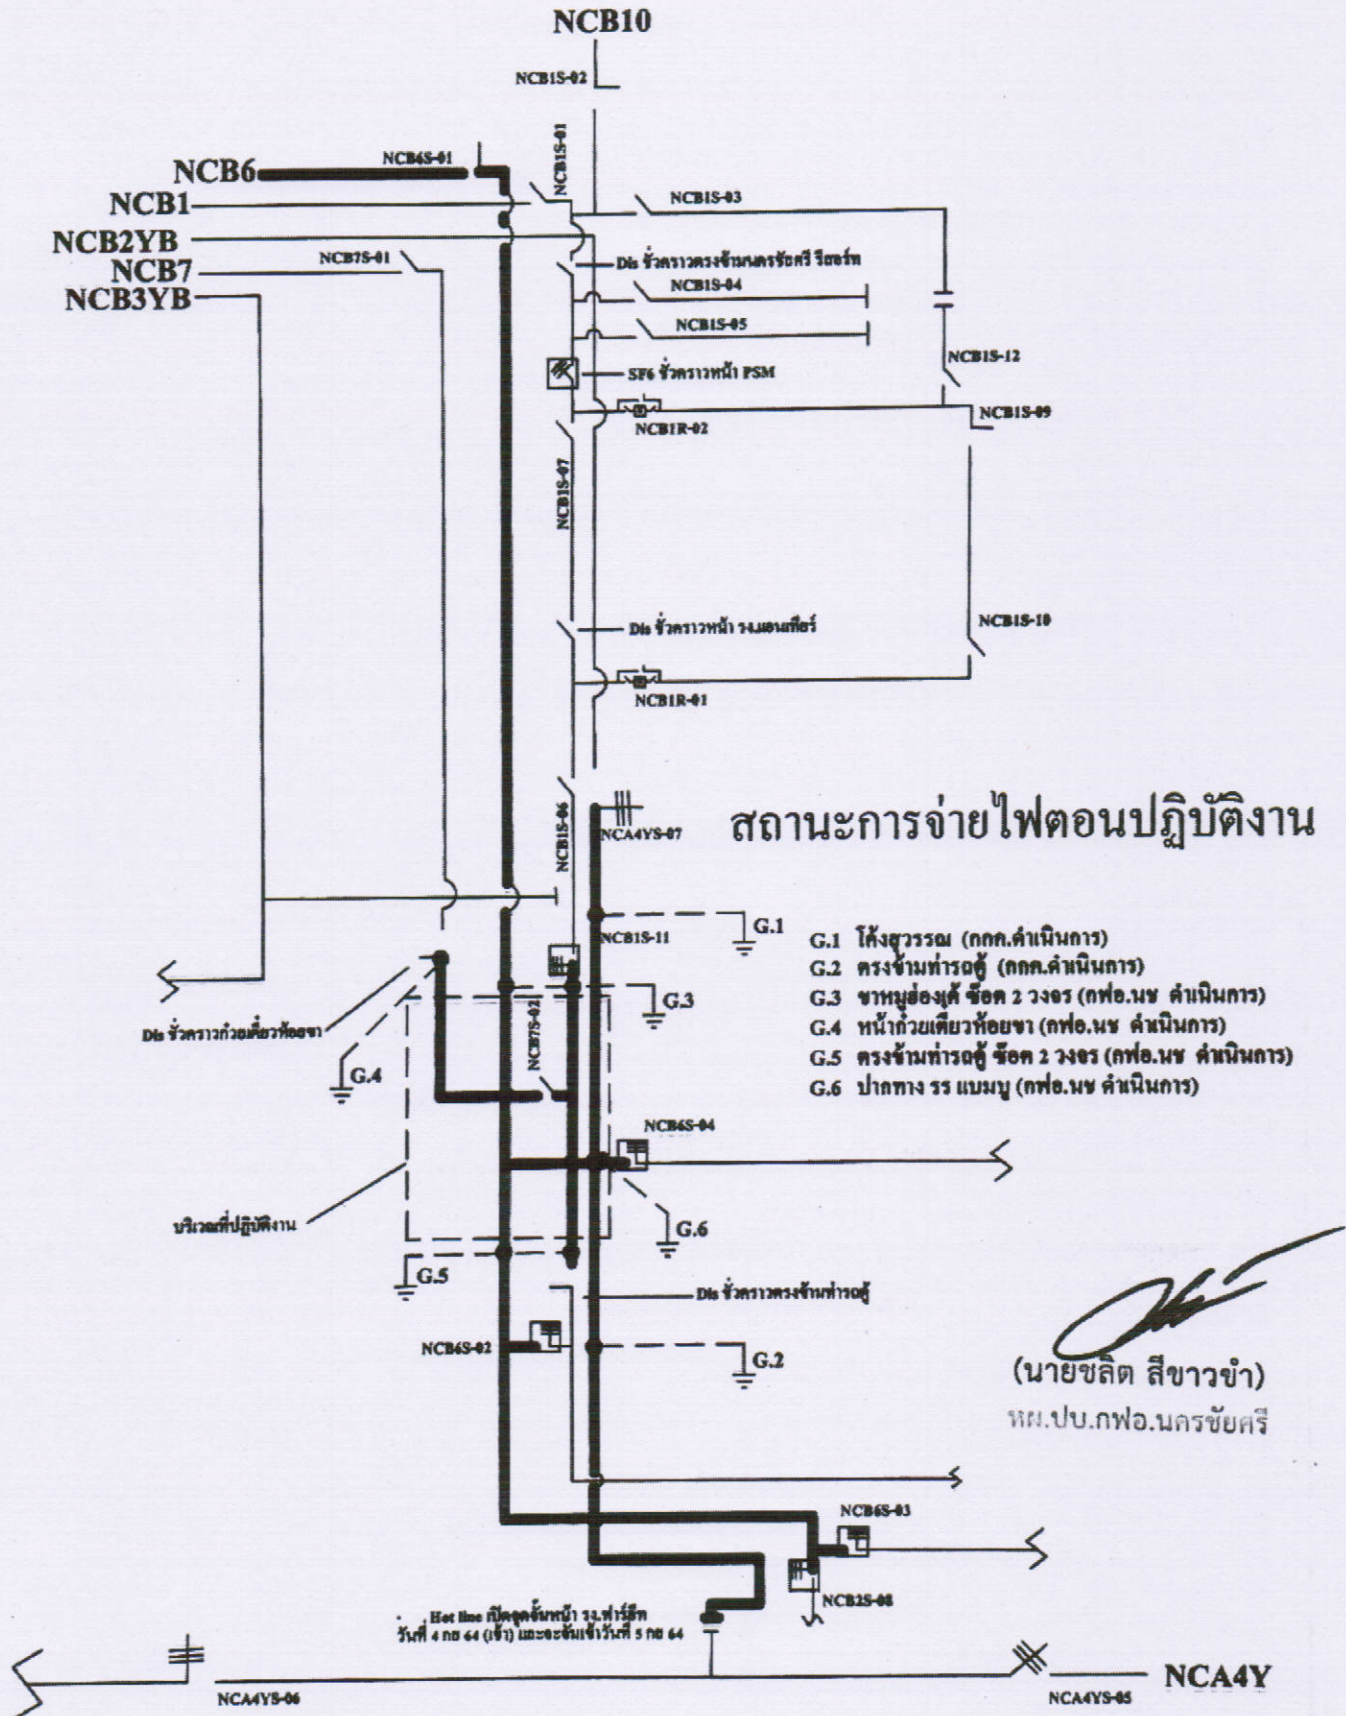 NCB10
NCB1S-02
NCB1S-01
NCB6
NCB6S-01
NCB1
NCB1S-03
NCB2YB
NCB7
NCB7S-01
NCB3YB
Dis ชั่วคราวตรงข้ามนครชัยศรี รีสอร์ท
NCB1S-04
NCB1S-05
NCB1S-12
SF6 ชั่วคราวหน้า PSM
NCB1S-09
NCB1R-02
NCB1S-07
Dis ชั่วคราวหน้า รง.แอนเทียร์
NCB1S-10
NCB1R-01
NCB1S-06
NCA4YS-07
สถานะการจ่ายไฟตอนปฏิบัติงาน
NCB1S-11
G.1
G.1 โค้งสุวรรณ (กกค.ดำเนินการ)
G.2 ตรงข้ามท่ารถตู้ (กกค.ดำเนินการ)
G.3 ขาหมูฮ่องเต้ ช๊อต 2 วงจร (กฟอ.นช ดำเนินการ)
G.4 หน้าก๋วยเตี๋ยวห้อยขา (กฟอ.นช ดำเนินการ)
G.5 ตรงข้ามท่ารถตู้ ช๊อต 2 วงจร (กฟอ.นช ดำเนินการ)
G.6 ปากทาง รร แบมบู (กฟอ.นช ดำเนินการ)
G.3
Dis ชั่วคราวก๋วยเตี๋ยวห้อยขา
NCB7S-02
G.4
NCB6S-04
บริเวณที่ปฏิบัติงาน
G.6
G.5
Dis ชั่วคราวตรงข้ามท่ารถตู้
NCB6S-02
G.2
(นายชลิต สีขาวขำ)
หผ.ปบ.กฟอ.นครชัยศรี
NCB6S-03
NCB2S-08
Hot line เปิดจุดจั้มหน้า รง.ฟาร์อีท
วันที่ 4 กย 64 (เช้า) และจะจั้มเข้าวันที่ 5 กย 64
NCA4YS-06
NCA4YS-05
NCA4Y